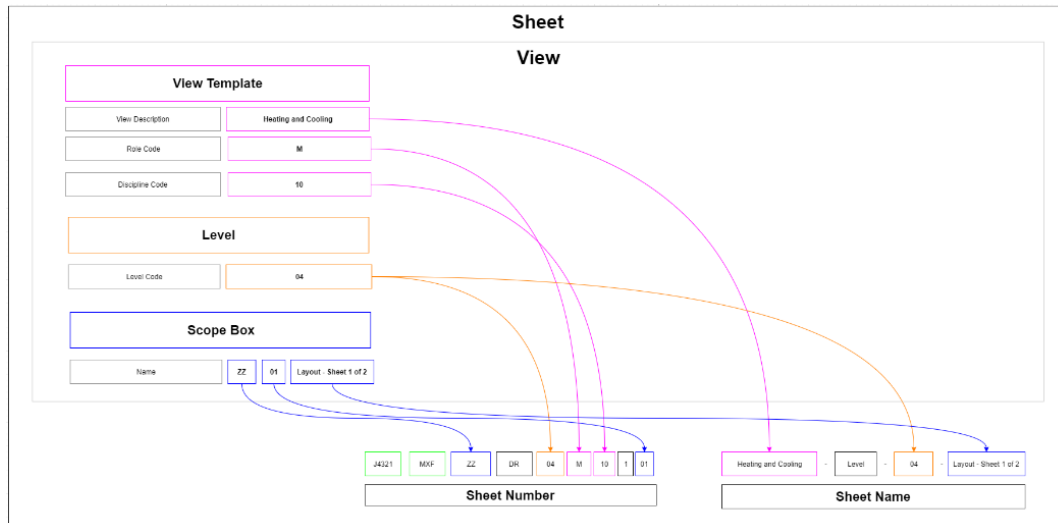 Sheet
View
View Template
View Description Heating and Cooling
Role Code M
Discipline Code 10
Level
Level Code 04
Scope Box
Name ZZ 01 Layout - Sheet 1 of 2
J4321 MXF ZZ DR 04 M 10 1 01 Heating and Cooling - Level - 04 - Layout - Sheet 1 of 2
Sheet Number Sheet Name